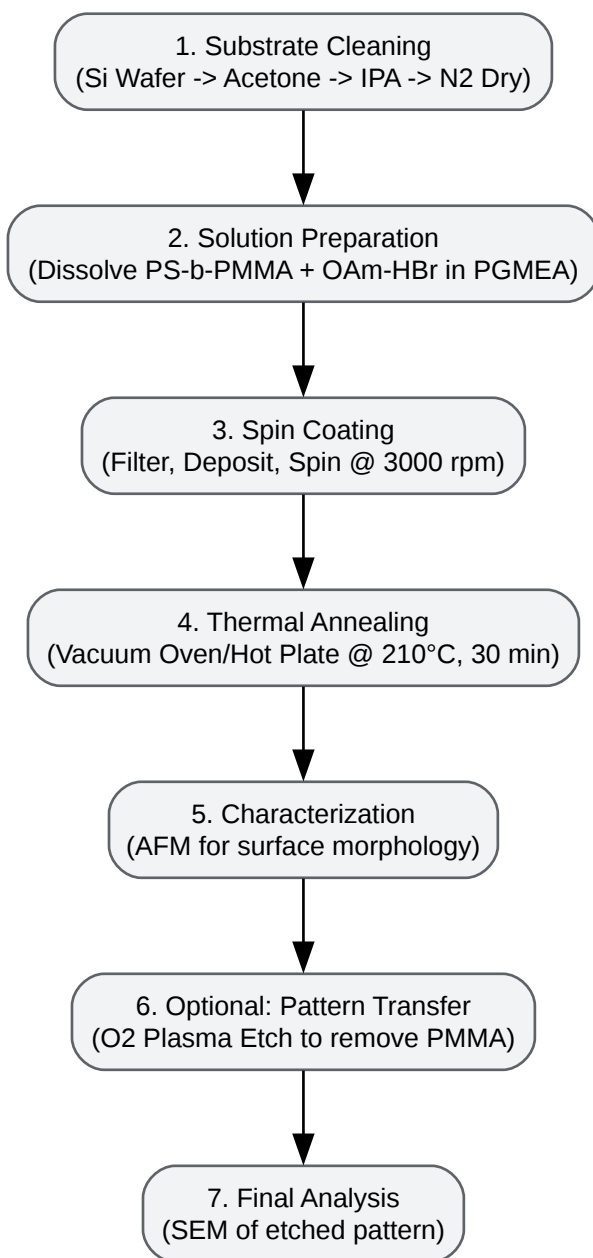 1. Substrate Cleaning
(Si Wafer -> Acetone -> IPA -> N2 Dry)
2. Solution Preparation
(Dissolve PS-b-PMMA + OAm-HBr in PGMEA)
3. Spin Coating
(Filter, Deposit, Spin @ 3000 rpm)
4. Thermal Annealing
(Vacuum Oven/Hot Plate @ 210°C, 30 min)
5. Characterization
(AFM for surface morphology)
6. Optional: Pattern Transfer
(O2 Plasma Etch to remove PMMA)
7. Final Analysis
(SEM of etched pattern)